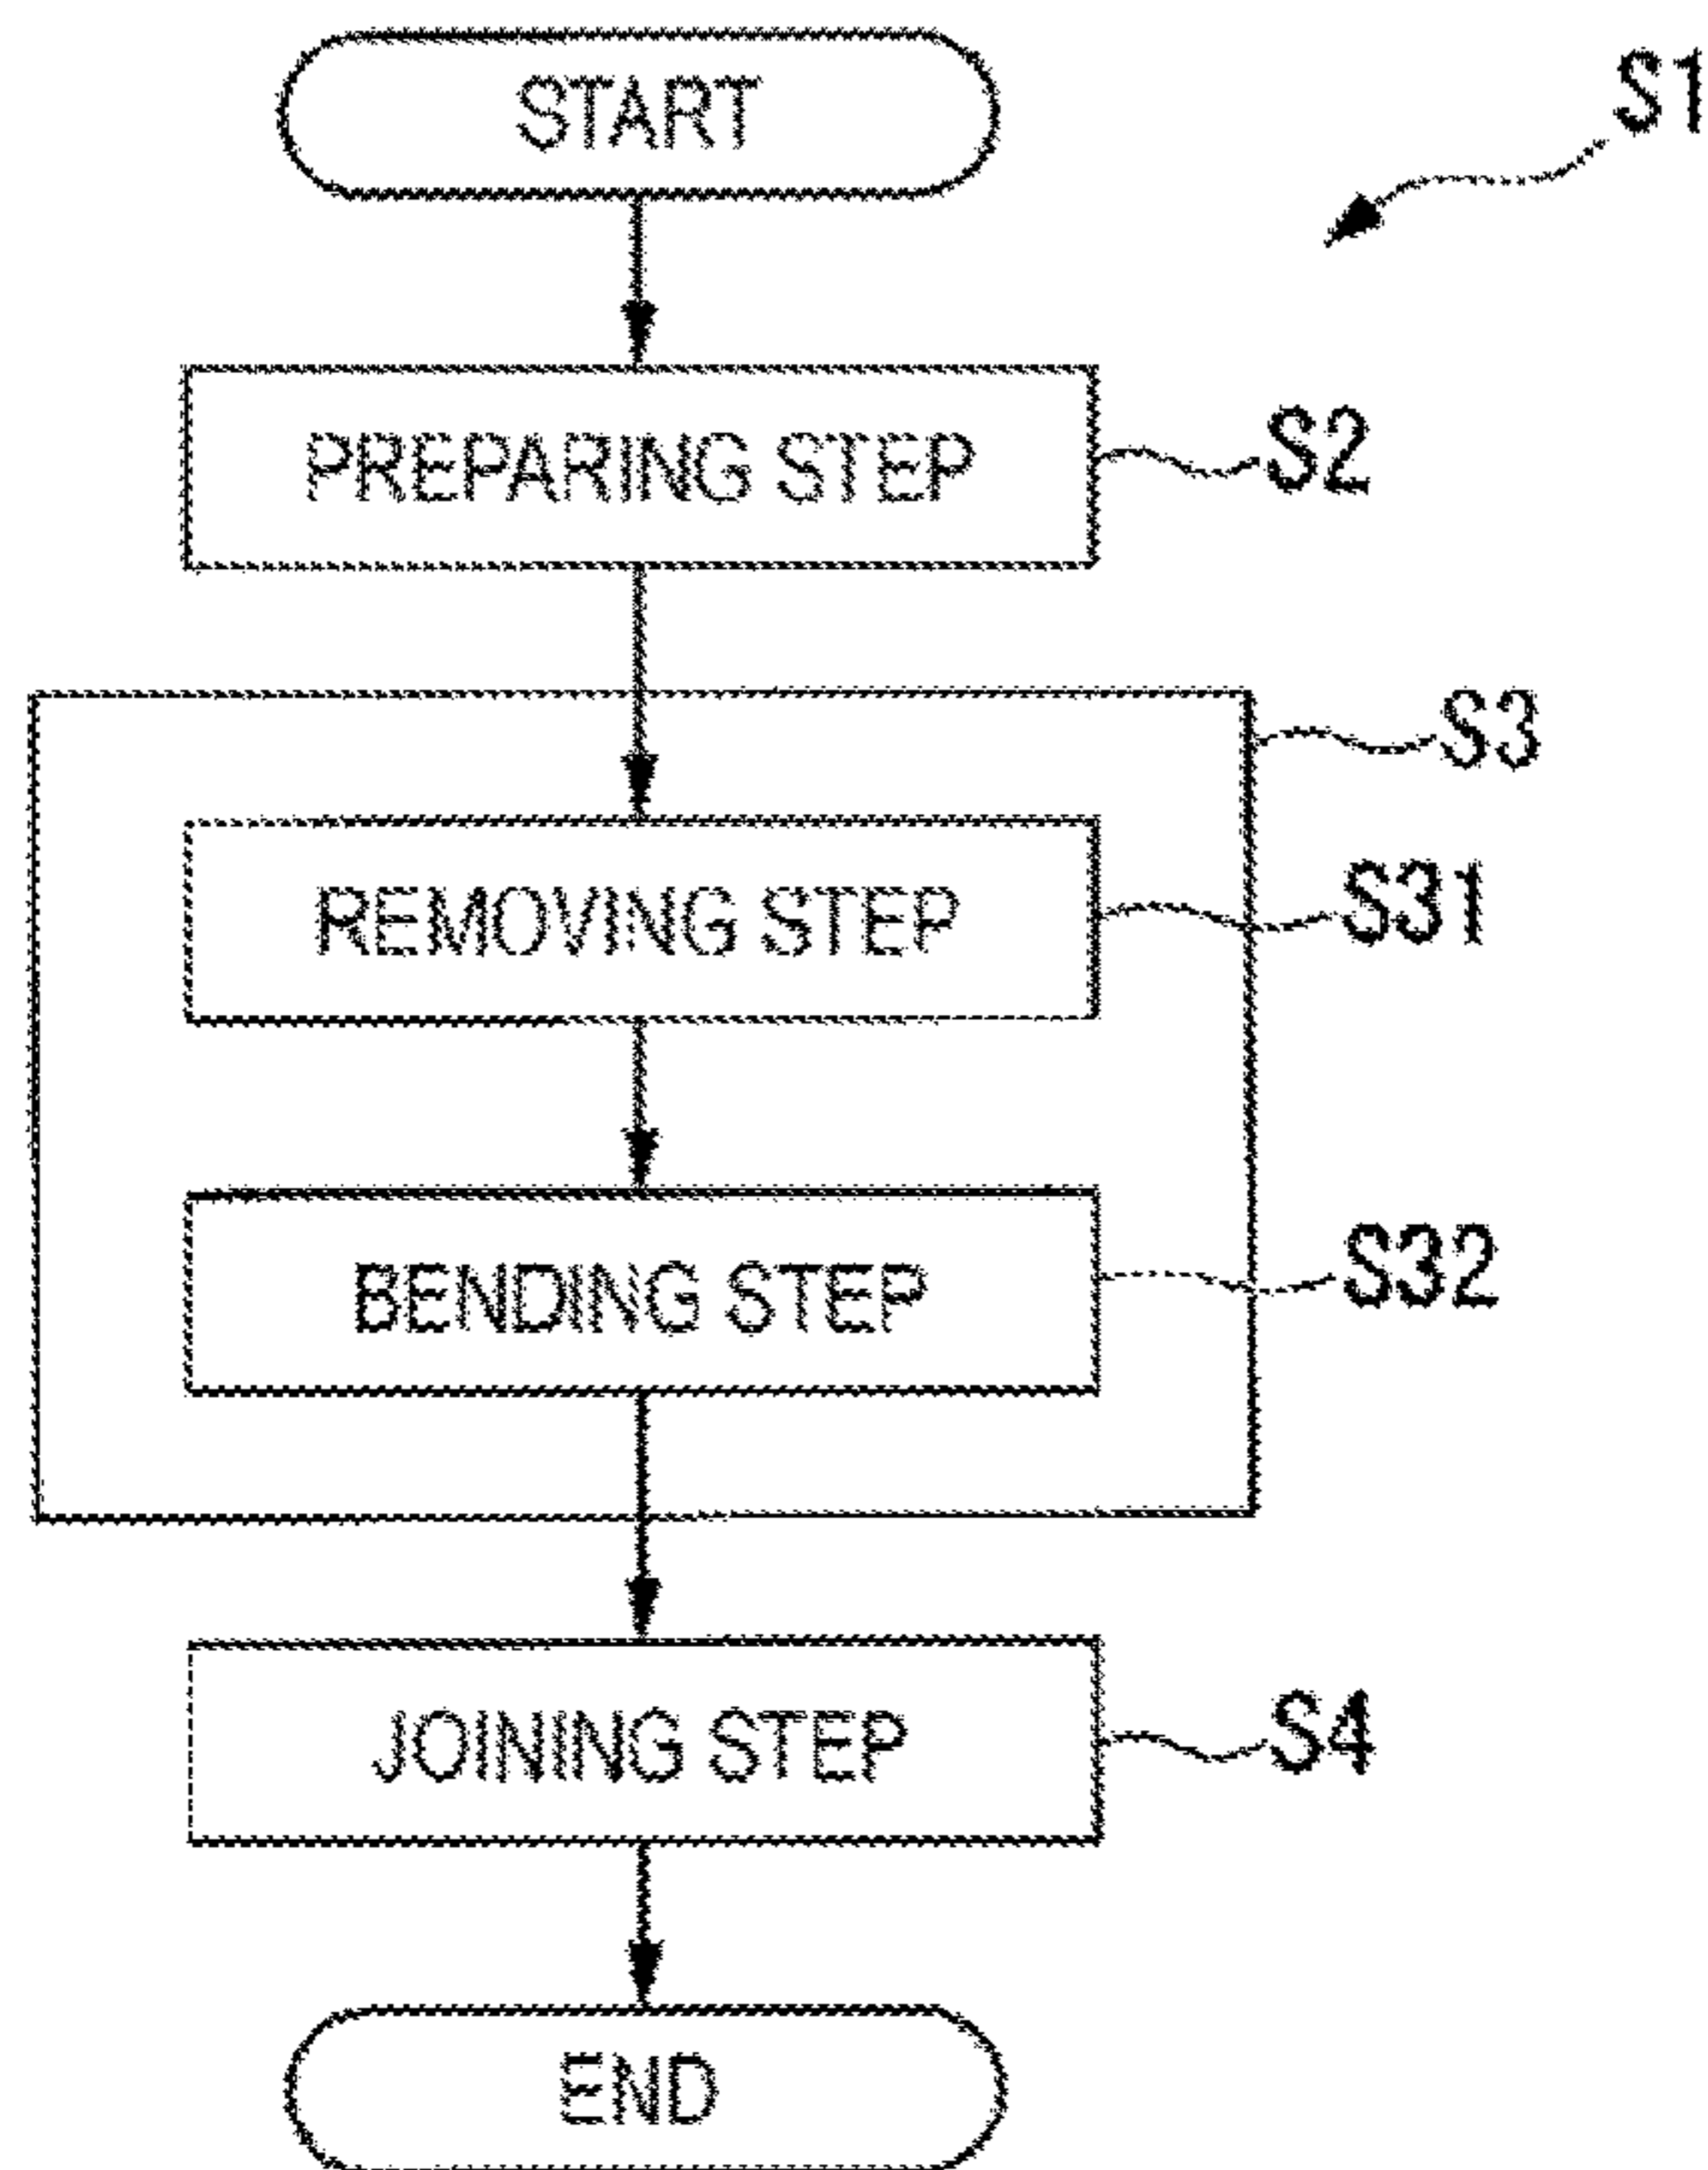 START
S1
PREPARING STEP
S2
S3
REMOVING STEP
S31
BENDING STEP
S32
JOINING STEP
S4
END